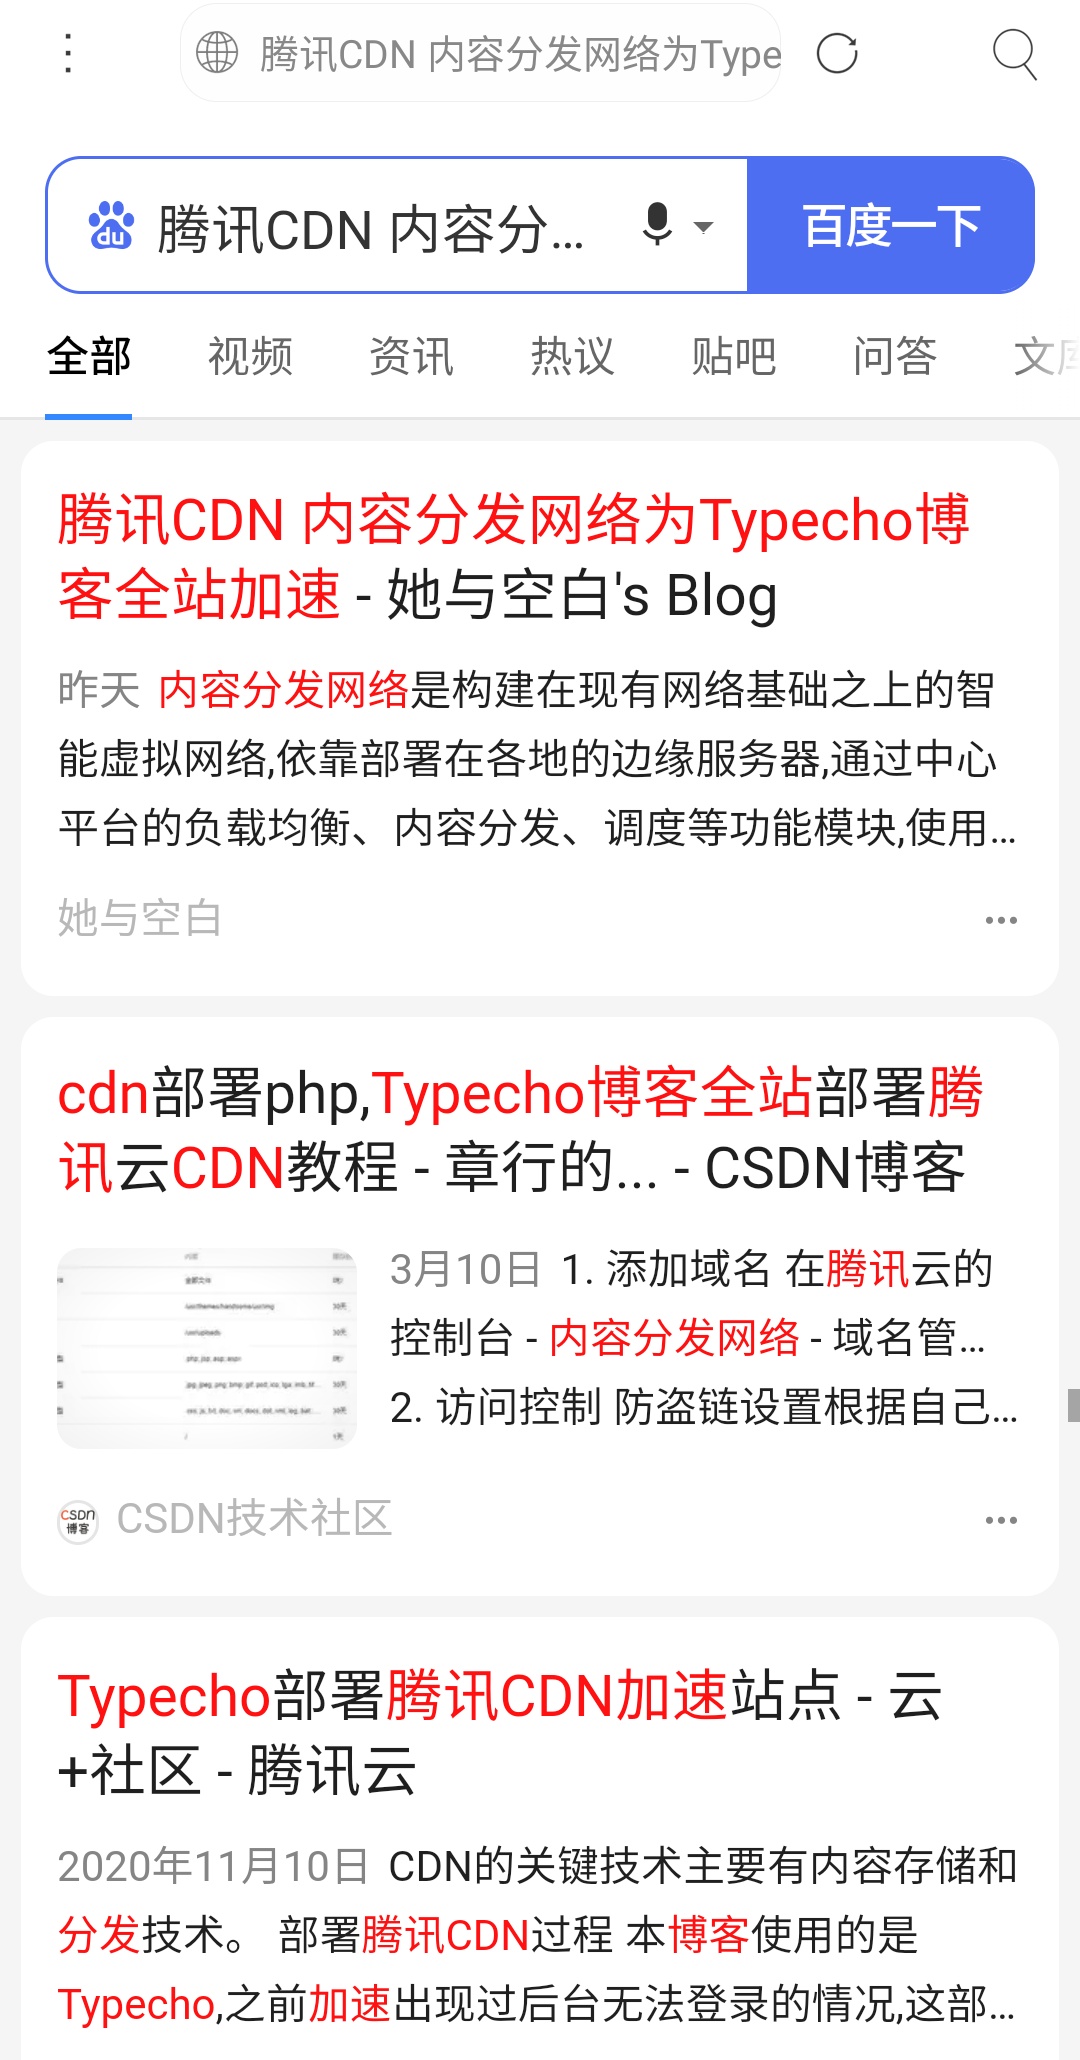 腾讯CDN 内容分发网络为Type
du 腾讯CDN 内容分... 百度一下
全部 视频 资讯 热议 贴吧 问答 文库
腾讯CDN 内容分发网络为Typecho博
客全站加速 - 她与空白's Blog
昨天 内容分发网络是构建在现有网络基础之上的智
能虚拟网络,依靠部署在各地的边缘服务器,通过中心
平台的负载均衡、内容分发、调度等功能模块,使用...
她与空白
cdn部署php,Typecho博客全站部署腾
讯云CDN教程 - 章行的... - CSDN博客
3月10日 1. 添加域名 在腾讯云的
控制台 - 内容分发网络 - 域名管...
2. 访问控制 防盗链设置根据自己...
CSDN博客 CSDN技术社区
Typecho部署腾讯CDN加速站点 - 云
+社区 - 腾讯云
2020年11月10日 CDN的关键技术主要有内容存储和
分发技术。 部署腾讯CDN过程 本博客使用的是
Typecho,之前加速出现过后台无法登录的情况,这部...